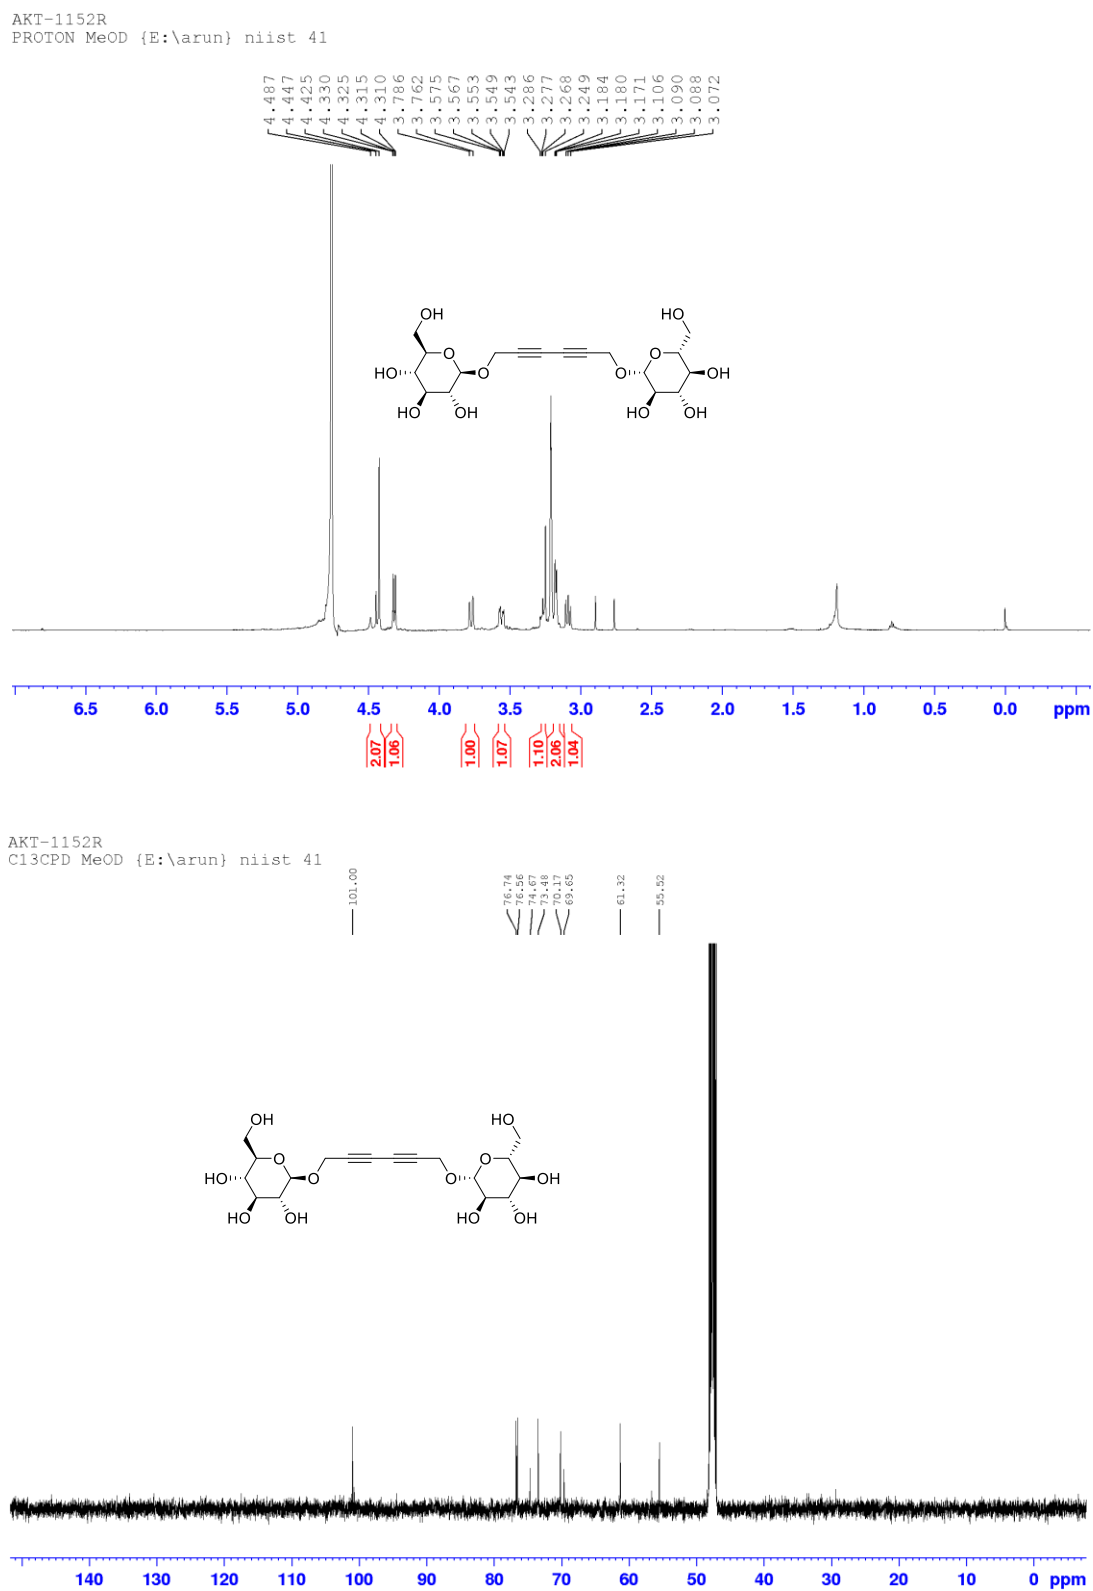 AKT-1152R
PROTON MeOD {E:\arun} niist 41
4.487
4.447
4.425
4.330
4.325
4.315
4.310
3.786
3.762
3.575
3.567
3.553
3.549
3.543
3.286
3.277
3.268
3.249
3.184
3.180
3.171
3.106
3.090
3.088
3.072
OH HO
O O
HO O O OH
HO OH HO OH
6.5 6.0 5.5 5.0 4.5 4.0 3.5 3.0 2.5 2.0 1.5 1.0 0.5 0.0 ppm
2.07
1.06
1.00
1.07
1.10
2.06
1.04
AKT-1152R
C13CPD MeOD {E:\arun} niist 41
101.00
76.74
76.56
74.67
73.48
70.17
69.65
61.32
55.52
OH HO
O O
HO O O OH
HO OH HO OH
140 130 120 110 100 90 80 70 60 50 40 30 20 10 0 ppm